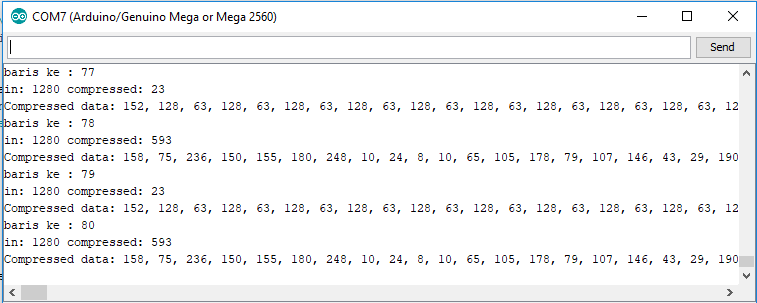 COM7 (Arduino/Genuino Mega or Mega 2560)
Send
baris ke : 77
in: 1280 compressed: 23
Compressed data: 152, 128, 63, 128, 63, 128, 63, 128, 63, 128, 63, 128, 63, 128, 63, 128, 63, 128, 63, 12
baris ke : 78
in: 1280 compressed: 593
Compressed data: 158, 75, 236, 150, 155, 180, 248, 10, 24, 8, 10, 65, 105, 178, 79, 107, 146, 43, 29, 190
baris ke : 79
in: 1280 compressed: 23
Compressed data: 152, 128, 63, 128, 63, 128, 63, 128, 63, 128, 63, 128, 63, 128, 63, 128, 63, 128, 63, 12
baris ke : 80
in: 1280 compressed: 593
Compressed data: 158, 75, 236, 150, 155, 180, 248, 10, 24, 8, 10, 65, 105, 178, 79, 107, 146, 43, 29, 190